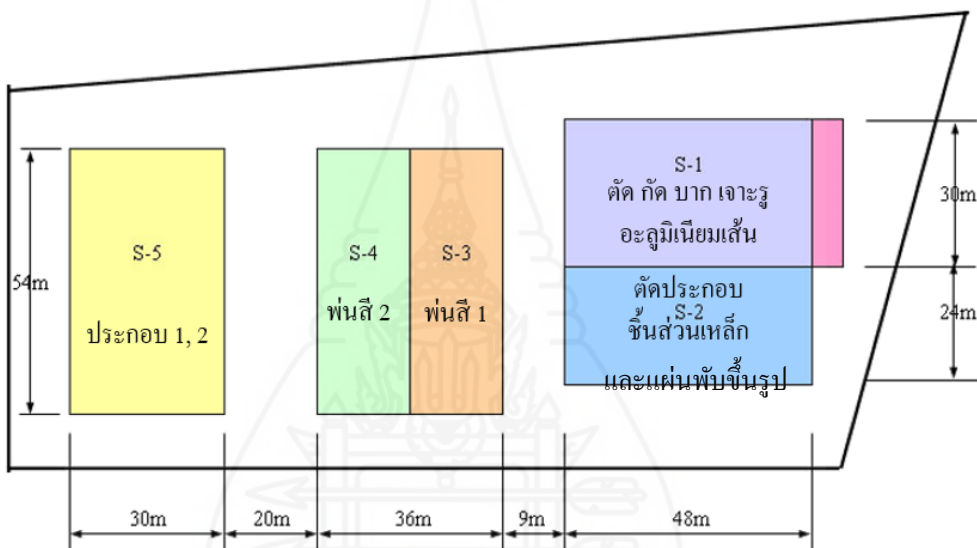 S-1
ตัด กัด บาก เจาะรู
อะลูมิเนียมเส้น
30m
S-5
S-4
S-3
54m
ตัดประกอบ
S-2
ชิ้นส่วนเหล็ก
24m
พ่นสี 2
พ่นสี 1
ประกอบ 1, 2
และแผ่นพับขึ้นรูป
30m
20m
36m
9m
48m